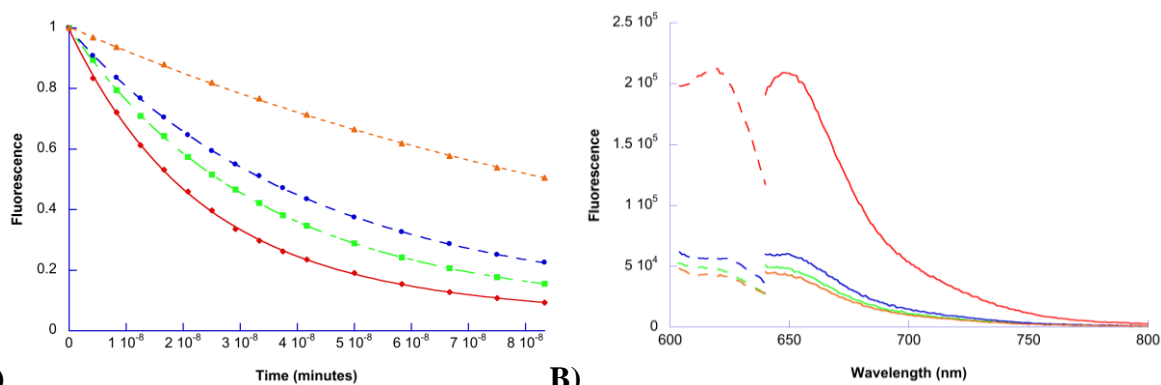 1
0.8
0.6
0.4
0.2
0
Fluorescence
0 1 10⁻⁸ 2 10⁻⁸ 3 10⁻⁸ 4 10⁻⁸ 5 10⁻⁸ 6 10⁻⁸ 7 10⁻⁸ 8 10⁻⁸
Time (minutes)
)
B)
2.5 10⁵
2 10⁵
1.5 10⁵
1 10⁵
5 10⁴
0
Fluorescence
600 650 700 750 800
Wavelength (nm)